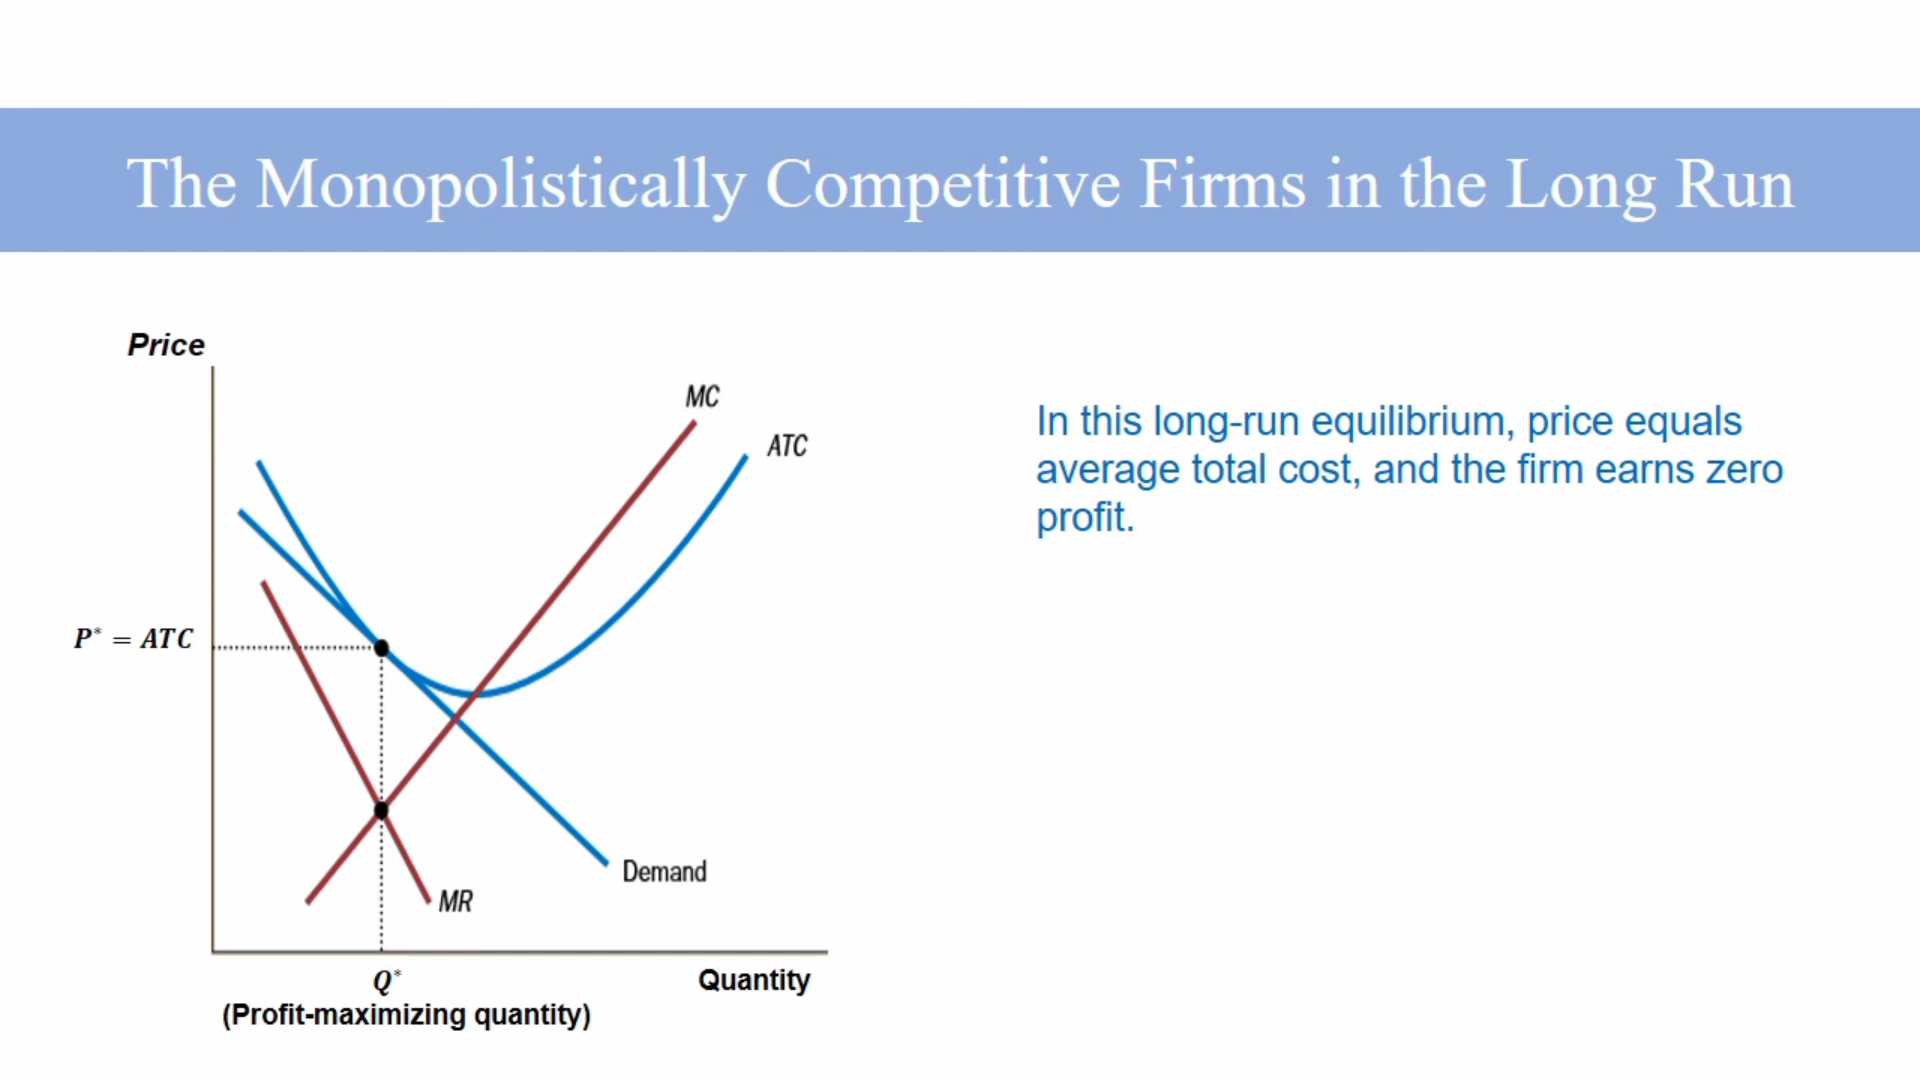 The Monopolistically Competitive Firms in the Long Run
Price
MC
ATC
In this long-run equilibrium, price equals
average total cost, and the firm earns zero
profit.
P* = ATC
Demand
MR
Q*
Quantity
(Profit-maximizing quantity)